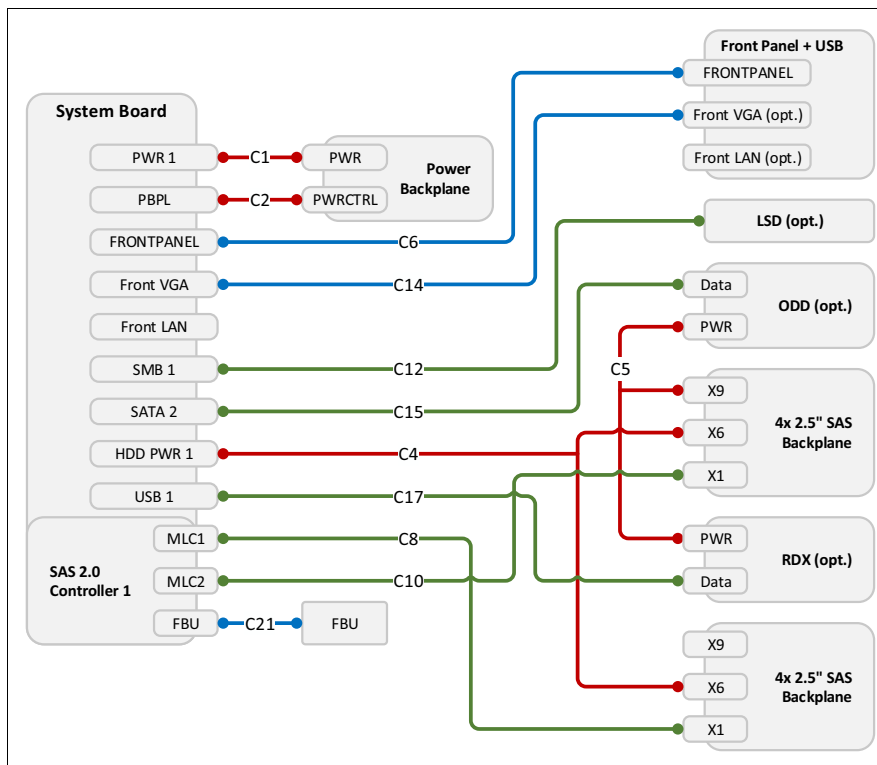 Front Panel + USB
FRONTPANEL
Front VGA (opt.)
Front LAN (opt.)
System Board
PWR 1
C1
PWR
Power
Backplane
PBPL
C2
PWRCTRL
FRONTPANEL
C6
LSD (opt.)
Front VGA
C14
Data
ODD (opt.)
PWR
Front LAN
SMB 1
C12
C5
X9
SATA 2
C15
4x 2.5" SAS
Backplane
X6
HDD PWR 1
C4
X1
USB 1
C17
SAS 2.0
Controller 1
MLC1
C8
PWR
RDX (opt.)
MLC2
C10
Data
FBU
C21
FBU
X9
4x 2.5" SAS
Backplane
X6
X1